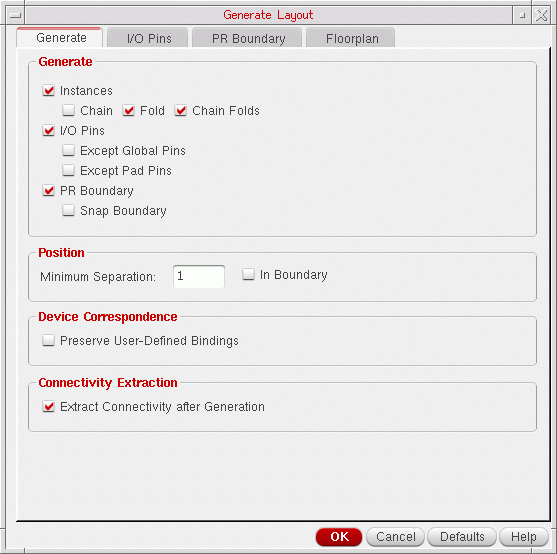 Generate Layout
Generate I/O Pins PR Boundary Floorplan
Generate
Instances
Chain Fold Chain Folds
I/O Pins
Except Global Pins
Except Pad Pins
PR Boundary
Snap Boundary
Position
Minimum Separation: 1 In Boundary
Device Correspondence
Preserve User-Defined Bindings
Connectivity Extraction
Extract Connectivity after Generation
OK Cancel Defaults Help